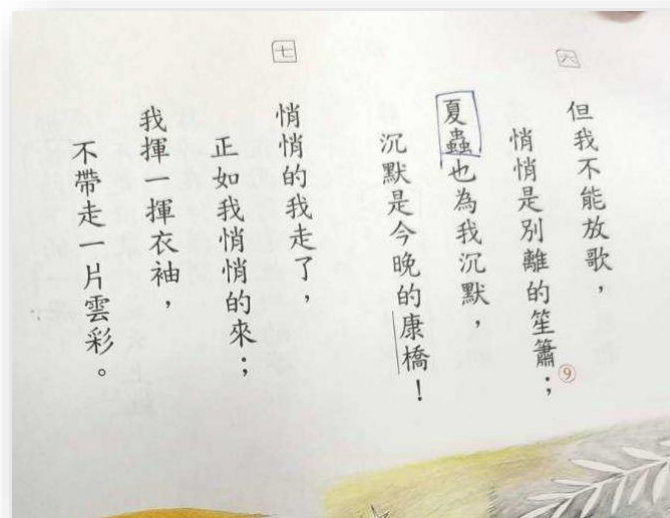 六
但我不能放歌，
悄悄是別離的笙簫；⑨
夏蟲也為我沉默，
沉默是今晚的康橋！
七
悄悄的我走了，
正如我悄悄的來；
我揮一揮衣袖，
不帶走一片雲彩。